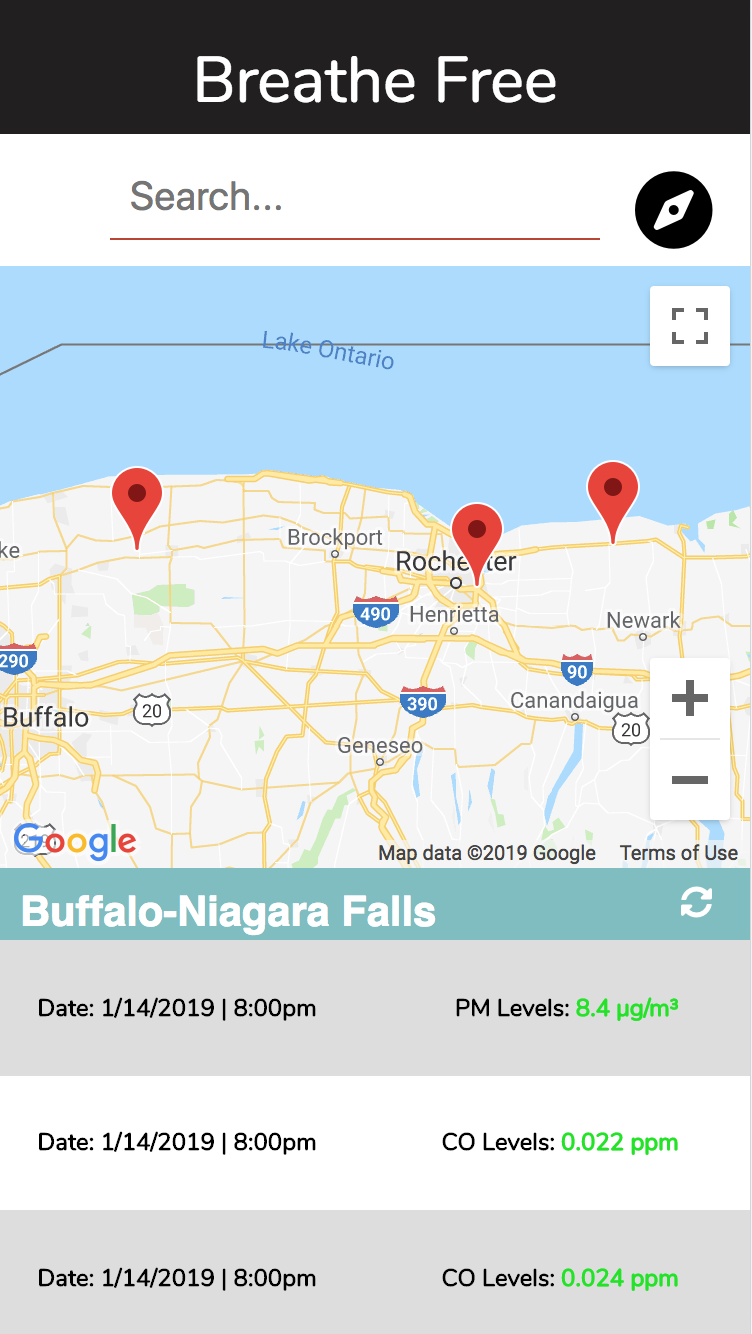 Breathe Free
Search...
Lake Ontario
ke
Brockport
Rochester
490
Henrietta
Newark
290
90
390
Canandaigua
Buffalo
20
20
Geneseo
Google
Map data ©2019 Google
Terms of Use
Buffalo-Niagara Falls
Date: 1/14/2019 | 8:00pm PM Levels: 8.4 µg/m³
Date: 1/14/2019 | 8:00pm CO Levels: 0.022 ppm
Date: 1/14/2019 | 8:00pm CO Levels: 0.024 ppm